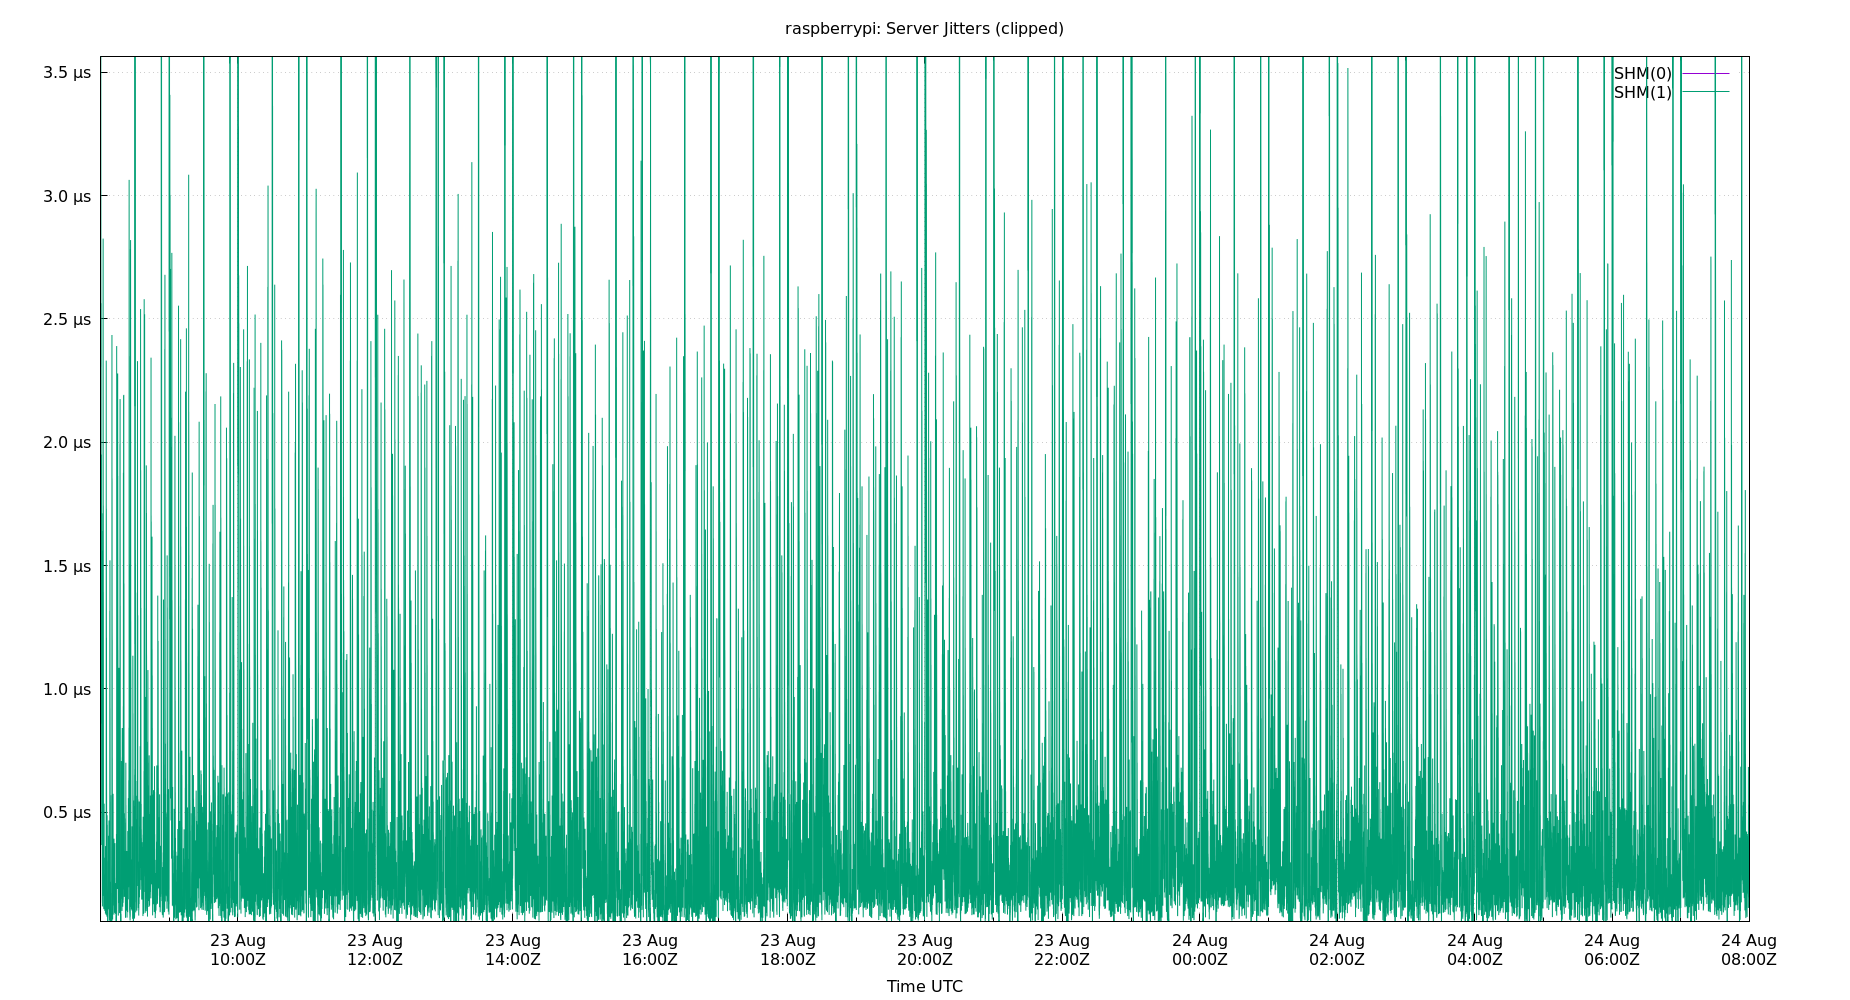 raspberrypi: Server Jitters (clipped)
3.5 µs
3.0 µs
2.5 µs
2.0 µs
1.5 µs
1.0 µs
0.5 µs
SHM(0)
SHM(1)
23 Aug 23 Aug 23 Aug 23 Aug 23 Aug 23 Aug 23 Aug 24 Aug 24 Aug 24 Aug 24 Aug 24 Aug
10:00Z 12:00Z 14:00Z 16:00Z 18:00Z 20:00Z 22:00Z 00:00Z 02:00Z 04:00Z 06:00Z 08:00Z
Time UTC